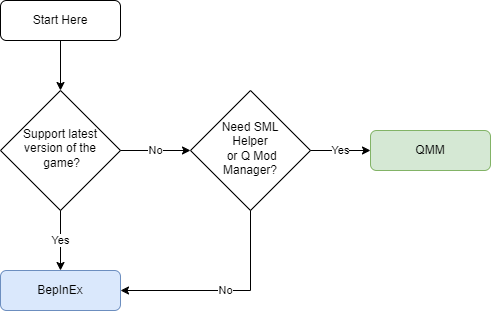 Start Here
Support latest
version of the
game?
No
Need SML
Helper
or Q Mod
Manager?
Yes
QMM
Yes
BepInEx
No